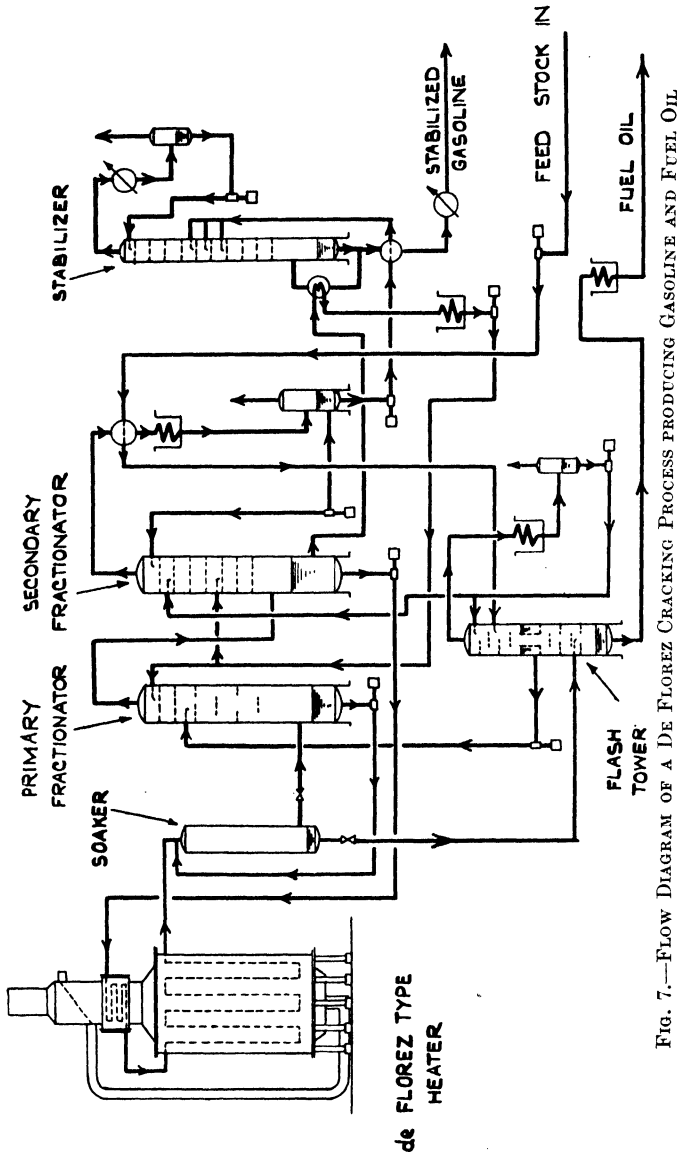 de FLOREZ TYPE
HEATER
SOAKER
PRIMARY
FRACTIONATOR
SECONDARY
FRACTIONATOR
STABILIZER
FLASH
TOWER
STABILIZED
GASOLINE
FEED STOCK IN
FUEL OIL
FIG. 7.—FLOW DIAGRAM OF A DE FLOREZ CRACKING PROCESS PRODUCING GASOLINE AND FUEL OIL